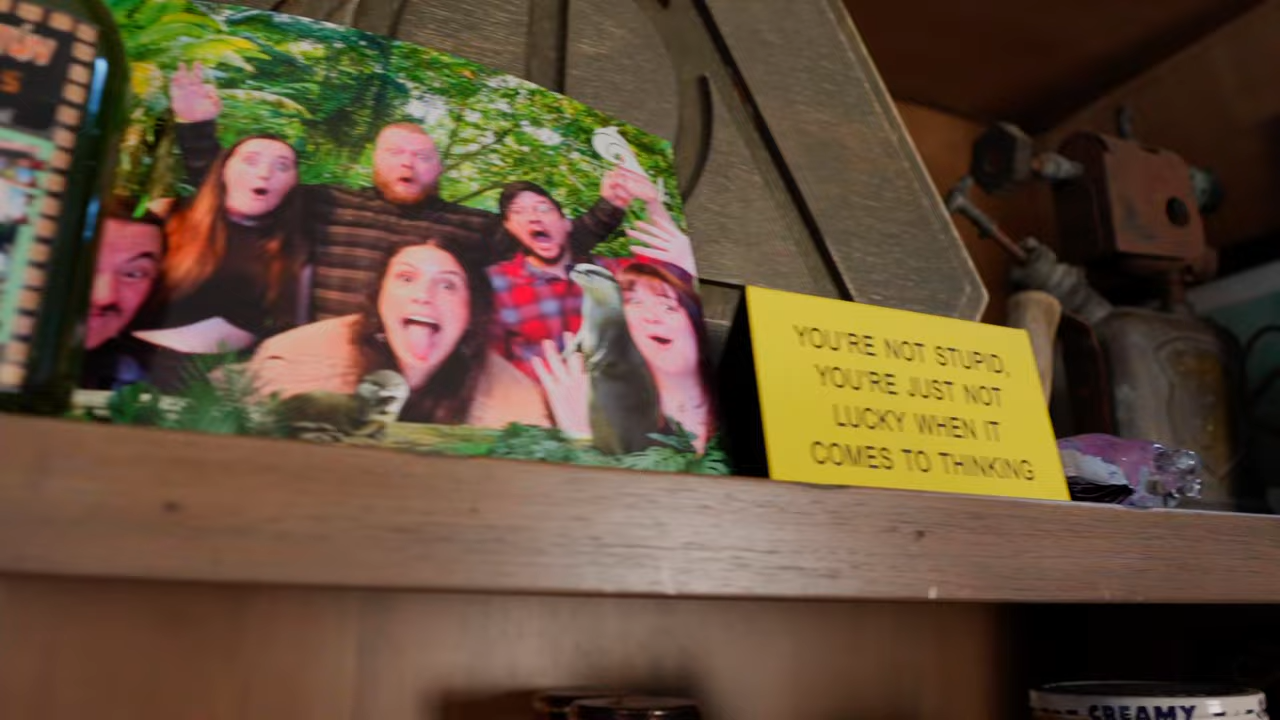 YOU'RE NOT STUPID,
YOU'RE JUST NOT
LUCKY WHEN IT
COMES TO THINKING
CREAMY